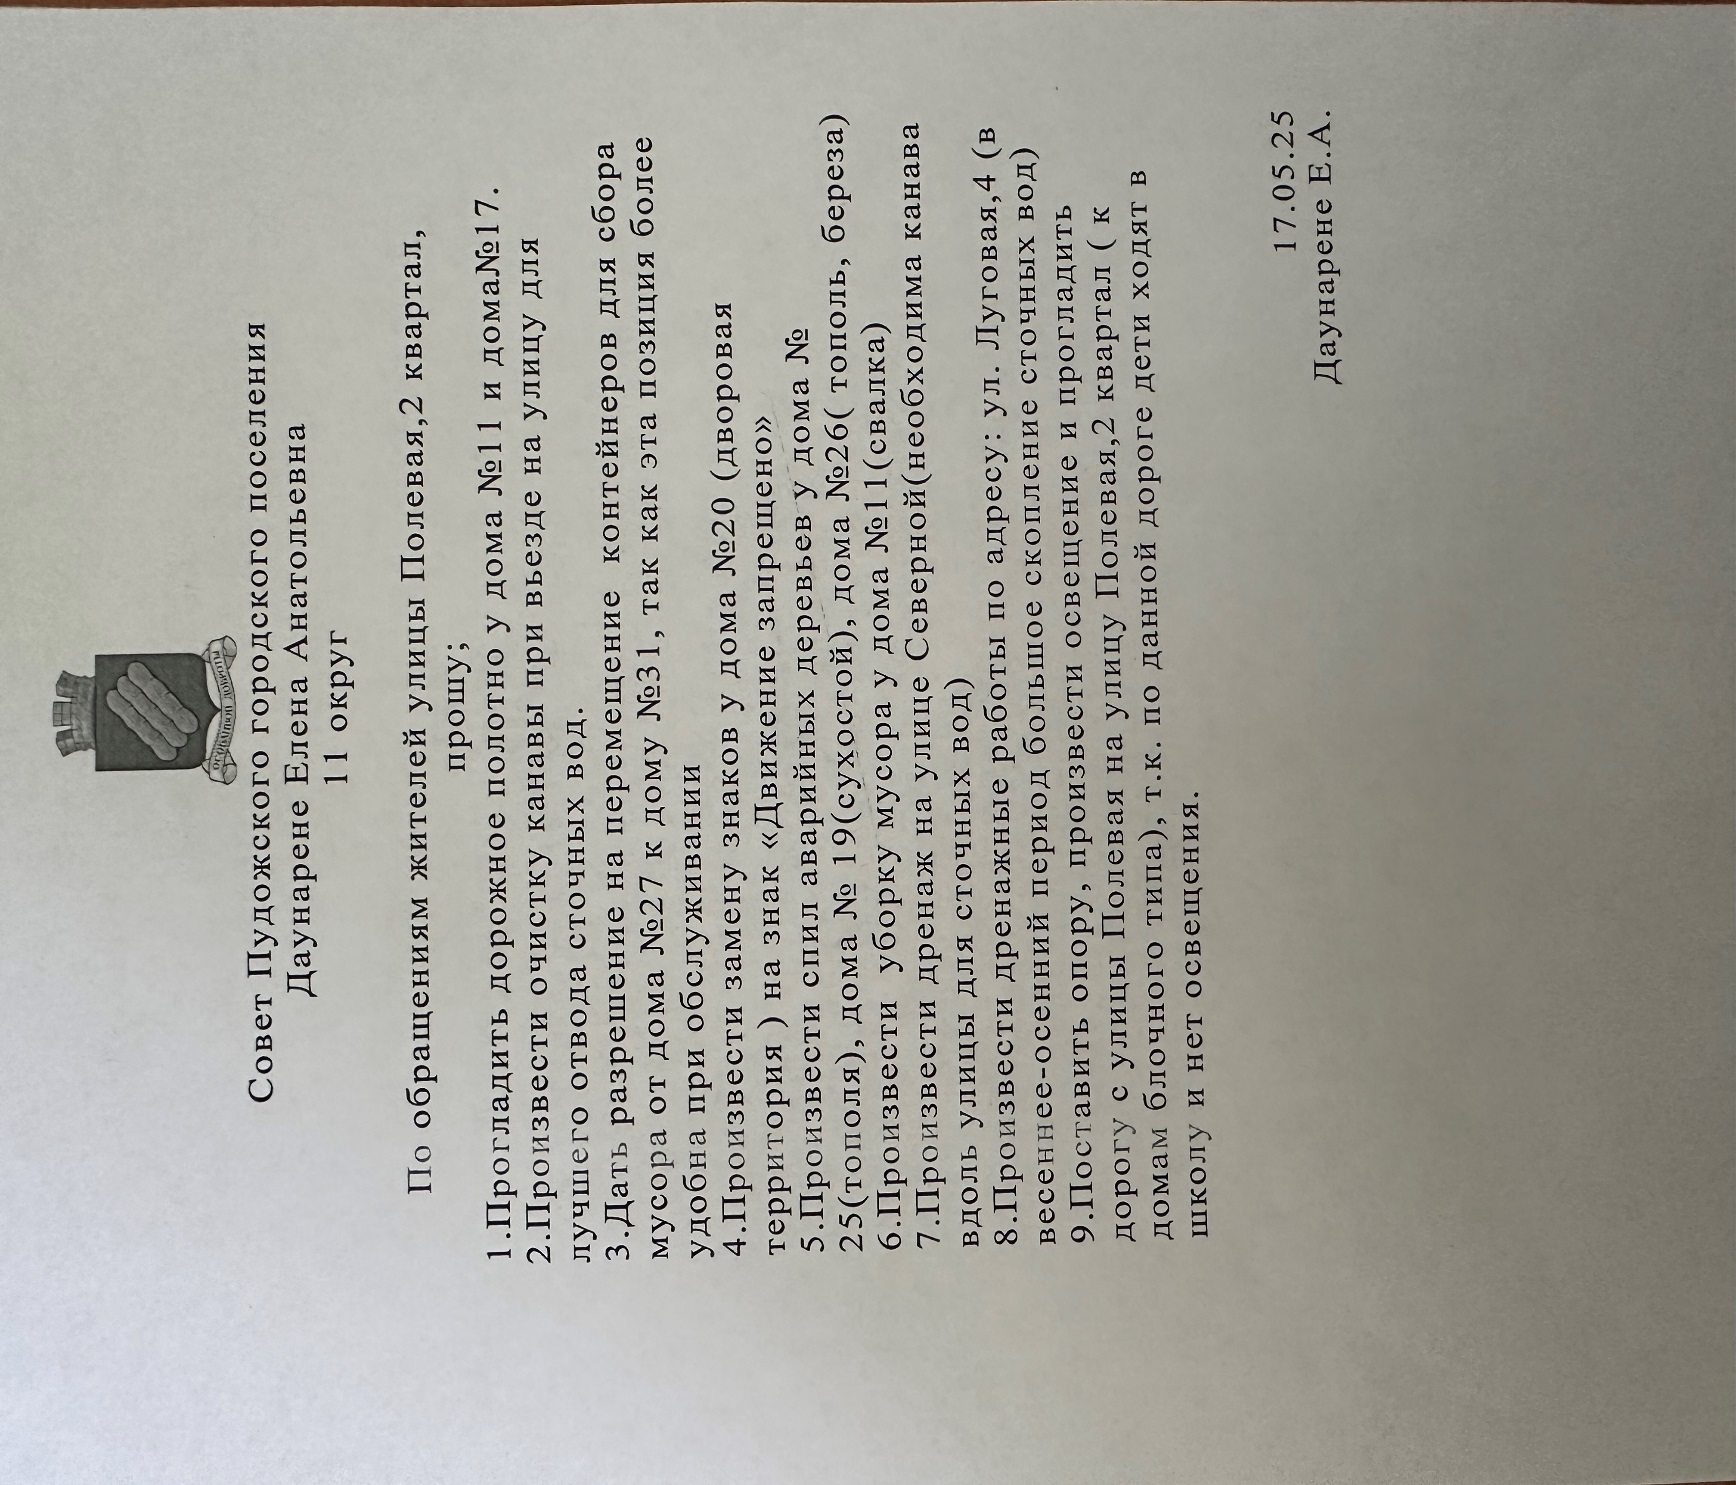 Совет Пудожского городского поселения
Даунарене Елена Анатольевна
11 округ
По обращениям жителей улицы Полевая,2 квартал,
прошу;
1.Прогладить дорожное полотно у дома №11 и дома№17.
2.Произвести очистку канавы при вьезде на улицу для
лучшего отвода сточных вод.
3.Дать разрешение на перемещение контейнеров для сбора
мусора от дома №27 к дому №31, так как эта позиция более
удобна при обслуживании
4.Произвести замену знаков у дома №20 (дворовая
территория ) на знак «Движение запрещено»
5.Произвести спил аварийных деревьев у дома №
25(тополя), дома № 19(сухостой), дома №26( тополь, береза)
6.Произвести уборку мусора у дома №11(свалка)
7.Произвести дренаж на улице Северной(необходима канава
вдоль улицы для сточных вод)
8.Произвести дренажные работы по адресу: ул. Луговая,4 (в
весеннее-осенний период большое скопление сточных вод)
9.Поставить опору, произвести освещение и прогладить
дорогу с улицы Полевая на улицу Полевая,2 квартал ( к
домам блочного типа), т.к. по данной дороге дети ходят в
школу и нет освещения.
17.05.25
Даунарене Е.А.